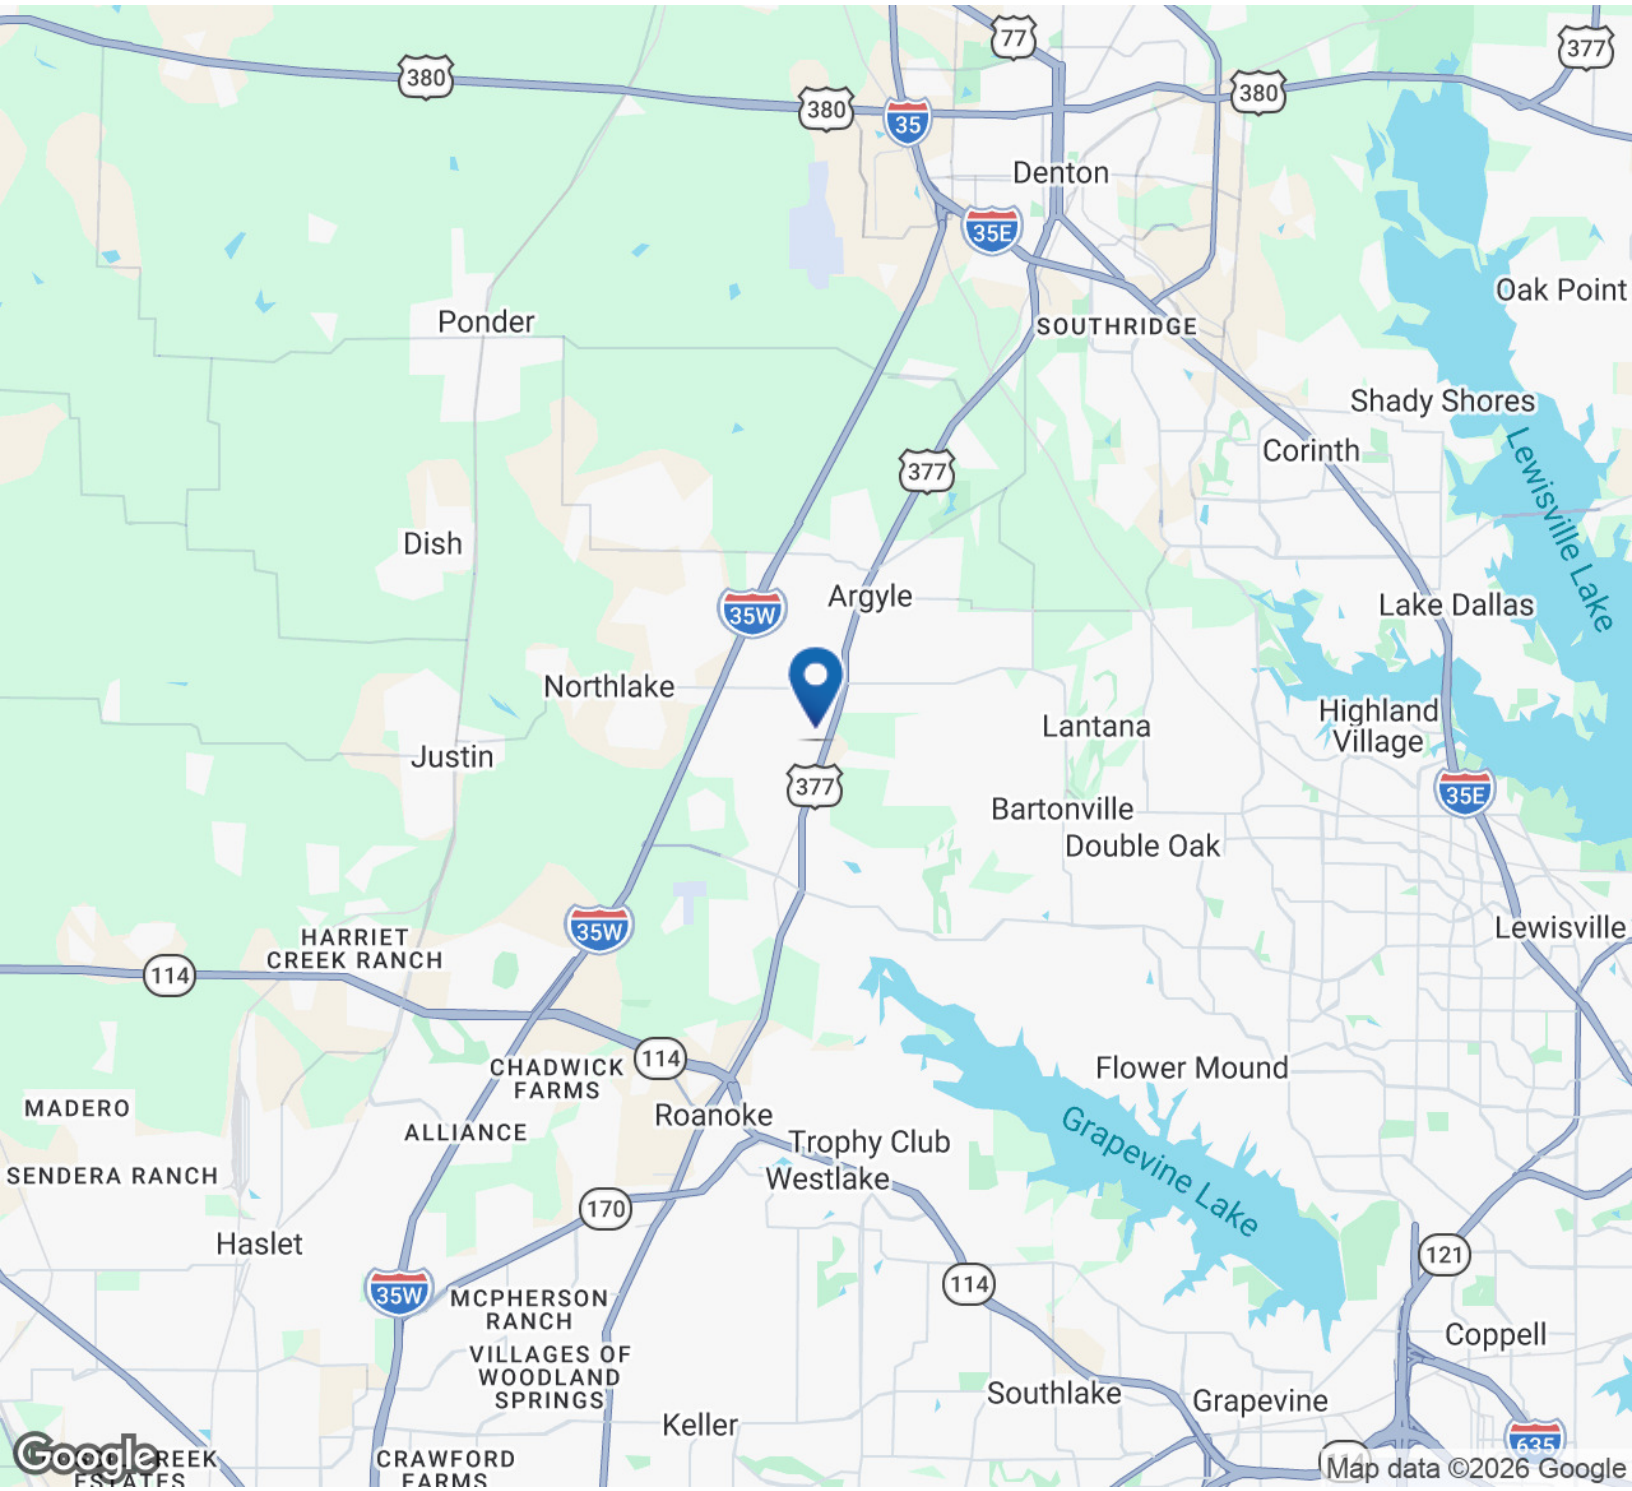 77
377
380
380
380
35
Denton
35E
Oak Point
Ponder
SOUTHRIDGE
Shady Shores
Corinth
377
Lewisville Lake
Dish
35W
Argyle
Lake Dallas
Northlake
Highland
Village
Lantana
Justin
377
35E
Bartonville
Double Oak
35W
Lewisville
HARRIET
CREEK RANCH
114
114
CHADWICK
FARMS
Flower Mound
MADERO
Roanoke
ALLIANCE
Trophy Club
Grapevine Lake
SENDERA RANCH
Westlake
170
Haslet
121
114
35W
MCPHERSON
RANCH
Coppell
VILLAGES OF
WOODLAND
SPRINGS
Southlake
Grapevine
Keller
635
Google
CREEK
ESTATES
CRAWFORD
FARMS
Map data ©2026 Google